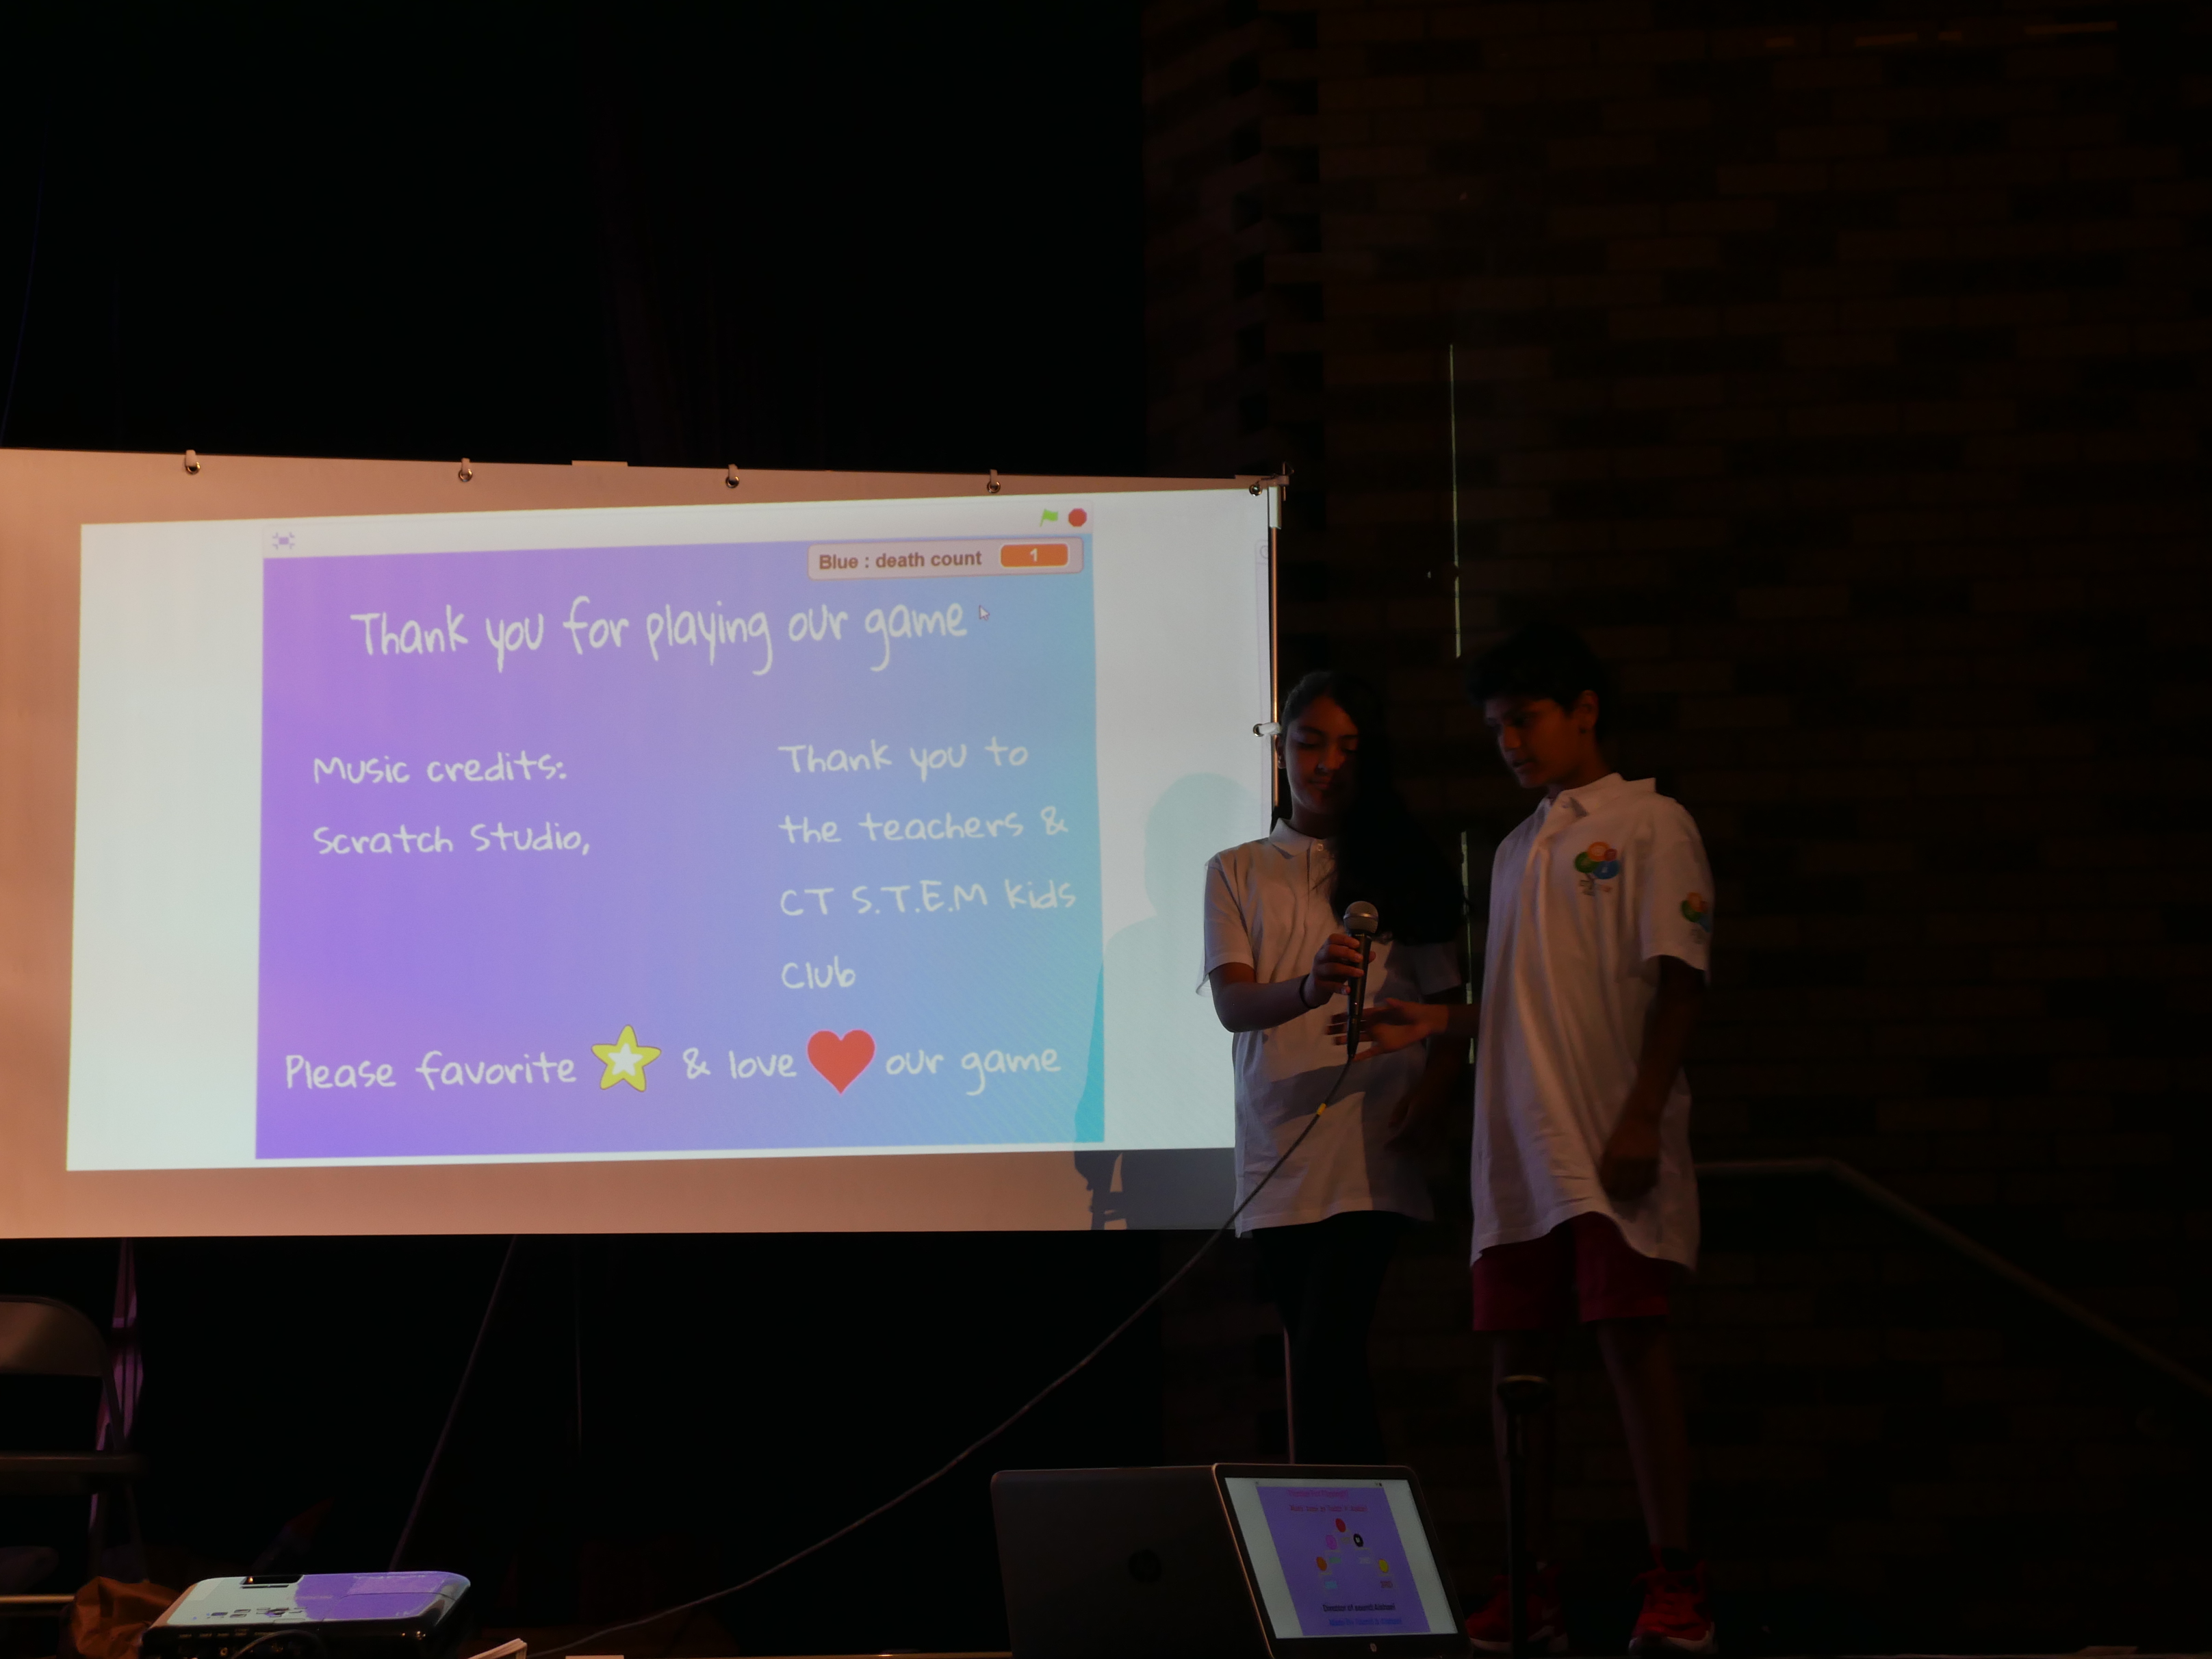 Blue : death count 1
Thank you for playing our game
Music credits:
Scratch Studio,
Thank you to
the teachers &
CT S.T.E.M kids
Club
Please favorite & love our game